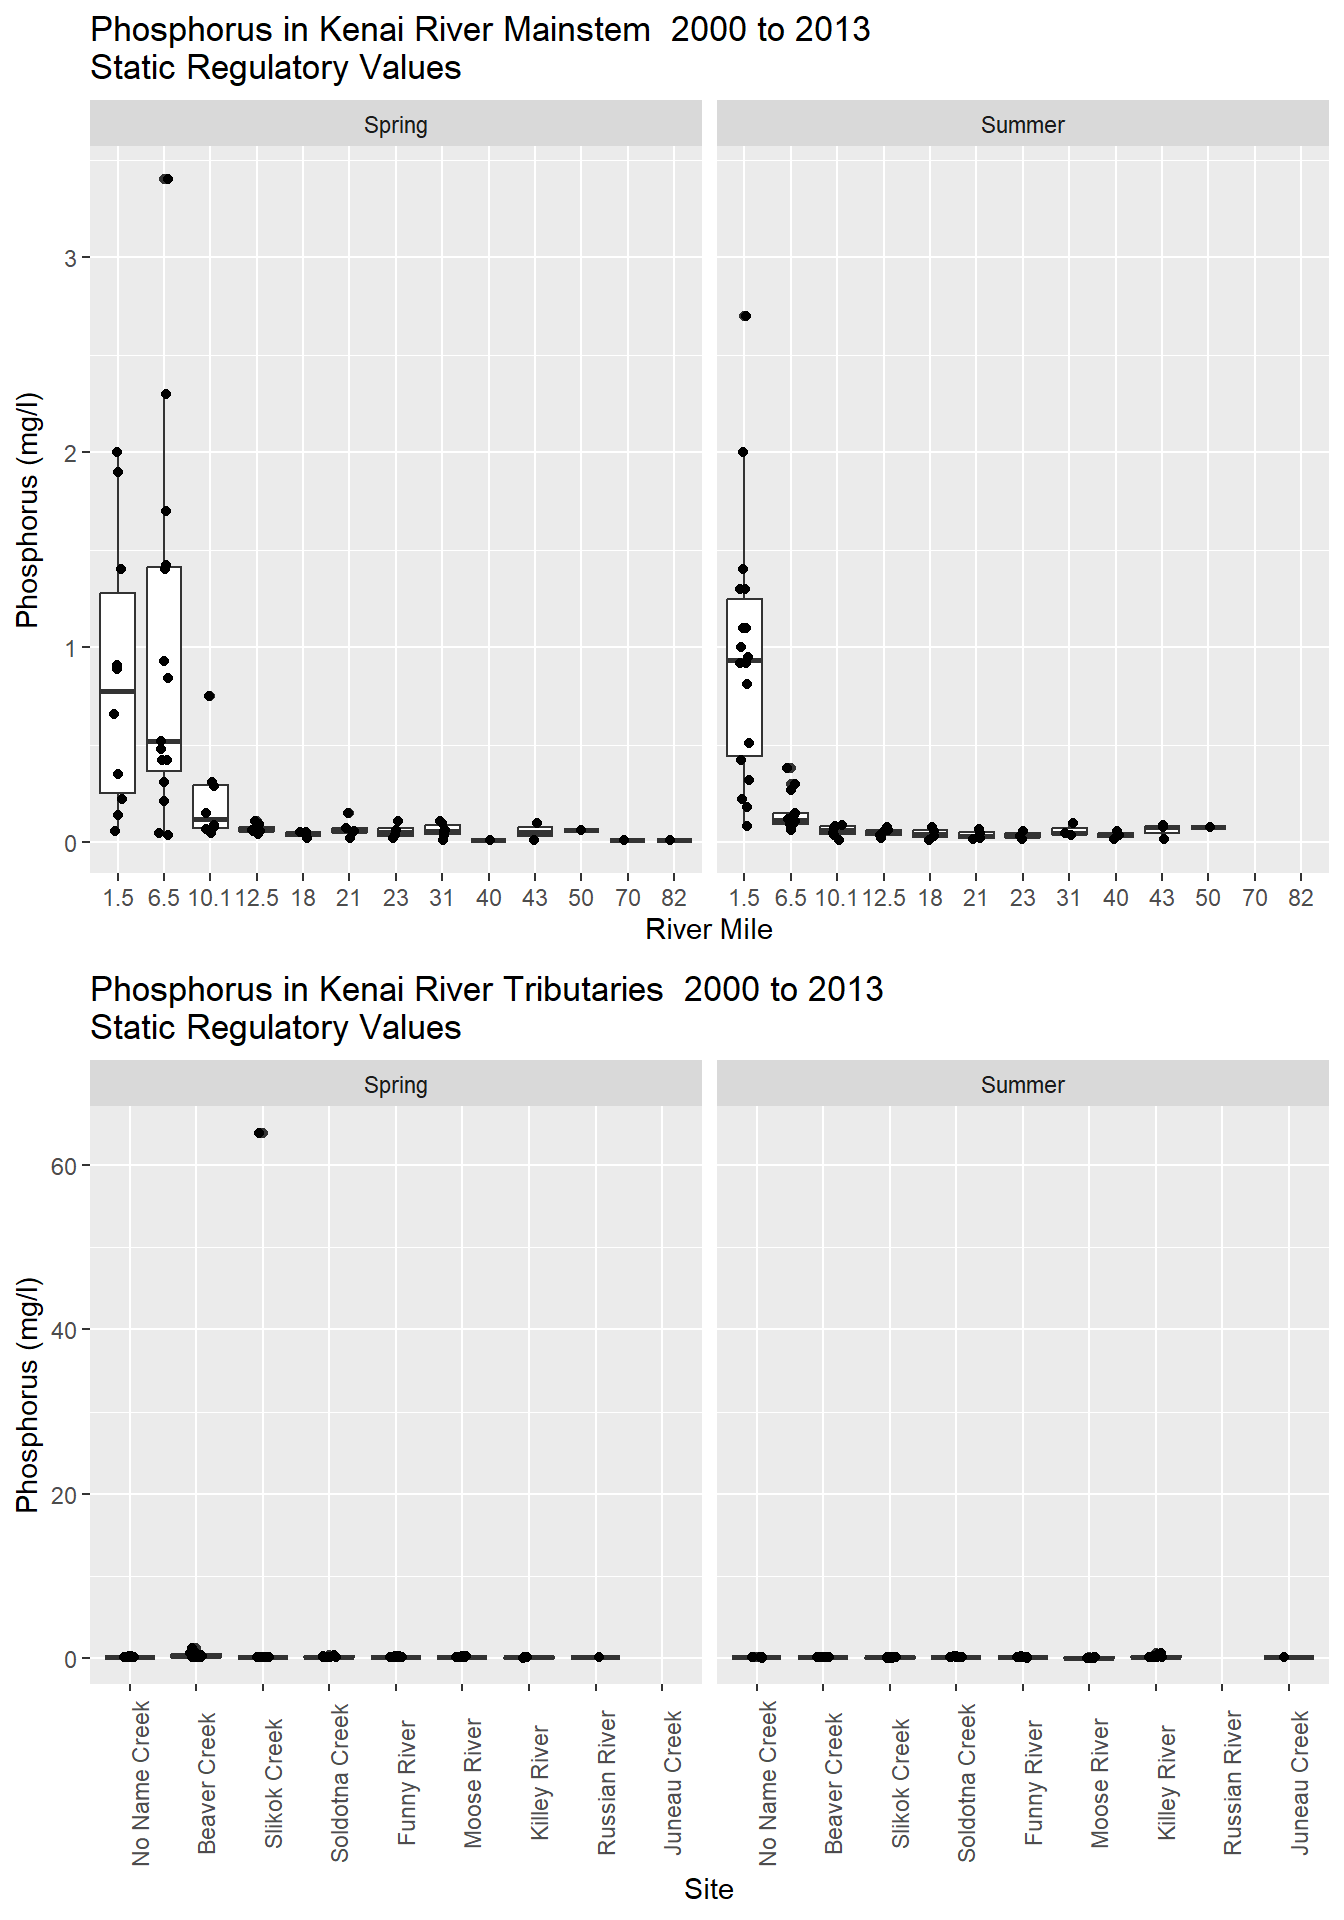 Phosphorus in Kenai River Mainstem  2000 to 2013
Static Regulatory Values
Spring
Summer
Phosphorus (mg/l)
3
2
1
0
1.5 6.5 10.1 12.5 18 21 23 31 40 43 50 70 82
1.5 6.5 10.1 12.5 18 21 23 31 40 43 50 70 82
River Mile
Phosphorus in Kenai River Tributaries  2000 to 2013
Static Regulatory Values
Spring
Summer
Phosphorus (mg/l)
60
40
20
0
No Name Creek
Beaver Creek
Slikok Creek
Soldotna Creek
Funny River
Moose River
Killey River
Russian River
Juneau Creek
No Name Creek
Beaver Creek
Slikok Creek
Soldotna Creek
Funny River
Moose River
Killey River
Russian River
Juneau Creek
Site